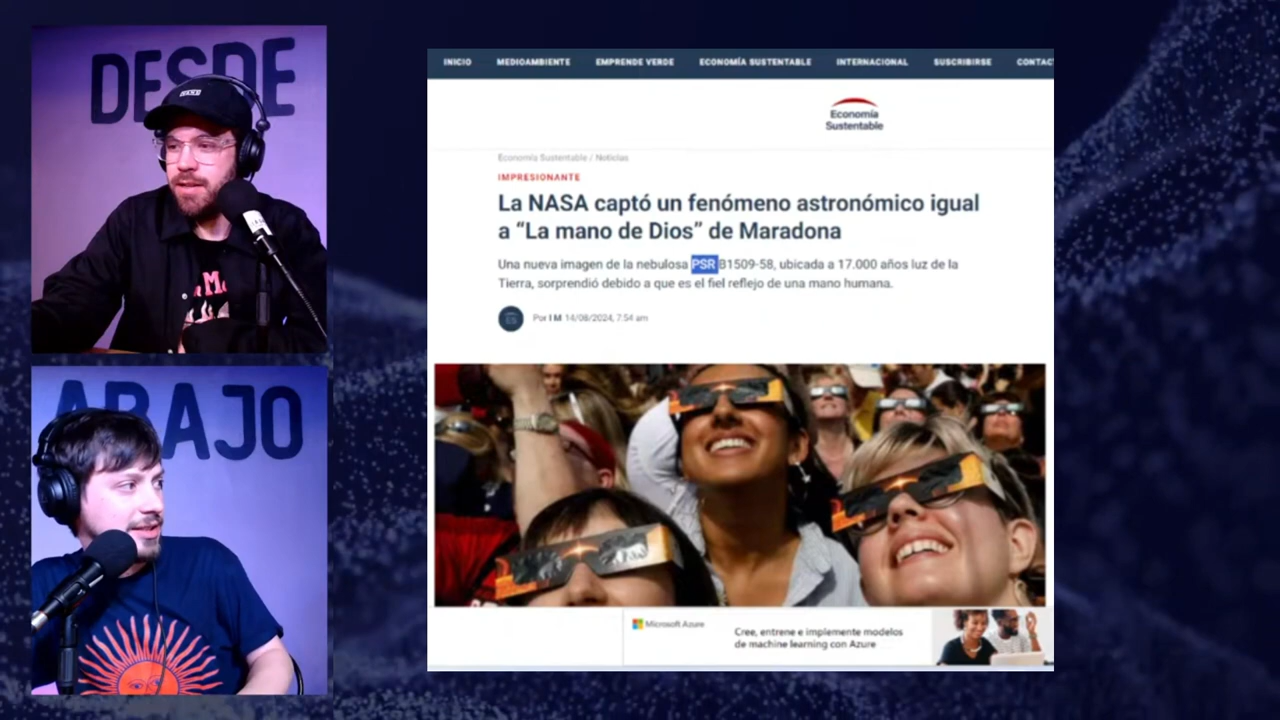 DESDE
ABAJO
INICIO MEDIOAMBIENTE EMPRENDE VERDE ECONOMÍA SUSTENTABLE INTERNACIONAL SUSCRIBIRSE CONTAC
Economía
Sustentable
Economía Sustentable / Noticias
IMPRESIONANTE
La NASA captó un fenómeno astronómico igual
a “La mano de Dios” de Maradona
Una nueva imagen de la nebulosa PSR B1509-58, ubicada a 17.000 años luz de la
Tierra, sorprendió debido a que es el fiel reflejo de una mano humana.
ES
Por I M 14/08/2024, 7:54 am
Microsoft Azure
Cree, entrene e implemente modelos
de machine learning con Azure